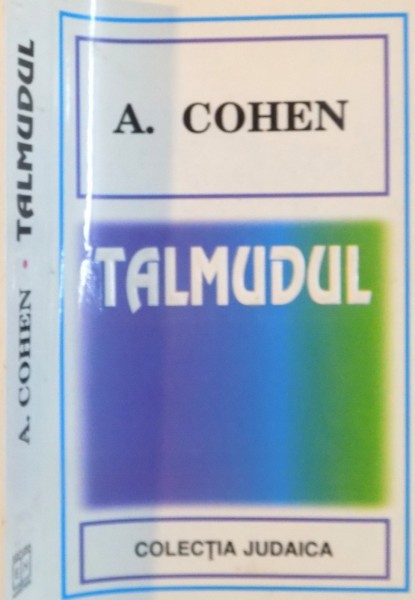 A. COHEN
TALMUDUL
COLECȚIA JUDAICA
A. COHEN • TALMUDUL